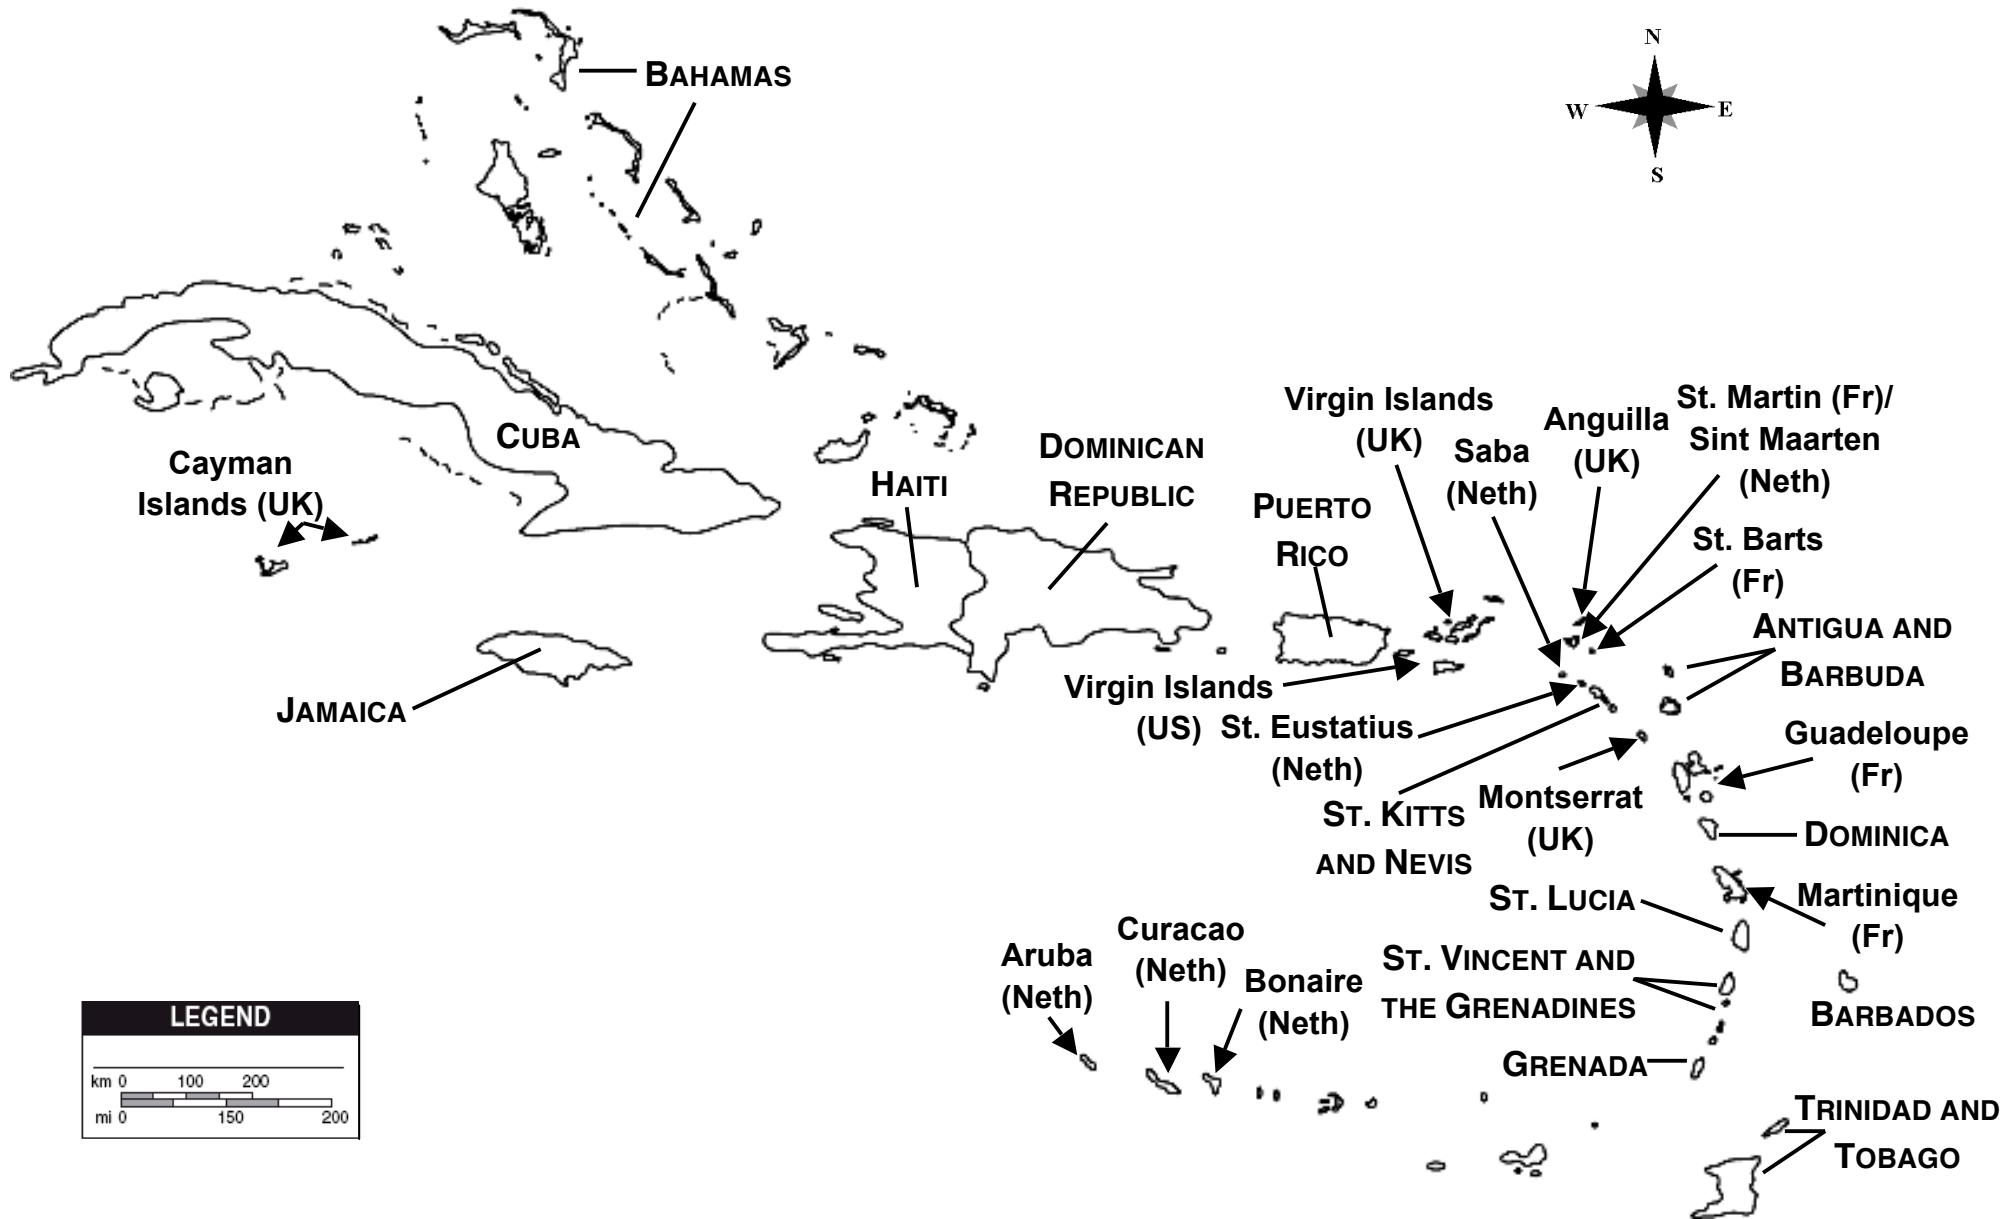 N
W
E
S
BAHAMAS
CUBA
Cayman
Islands (UK)
JAMAICA
HAITI
DOMINICAN
REPUBLIC
PUERTO
RICO
Virgin Islands
(UK)
Saba
(Neth)
Anguilla
(UK)
St. Martin (Fr)/
Sint Maarten
(Neth)
St. Barts
(Fr)
ANTIGUA AND
BARBUDA
Virgin Islands
(US)
St. Eustatius
(Neth)
ST. KITTS
AND NEVIS
Montserrat
(UK)
Guadeloupe
(Fr)
DOMINICA
Martinique
(Fr)
ST. LUCIA
ST. VINCENT AND
THE GRENADINES
BARBADOS
GRENADA
TRINIDAD AND
TOBAGO
Aruba
(Neth)
Curacao
(Neth)
Bonaire
(Neth)
LEGEND
km 0 100 200
mi 0 150 200